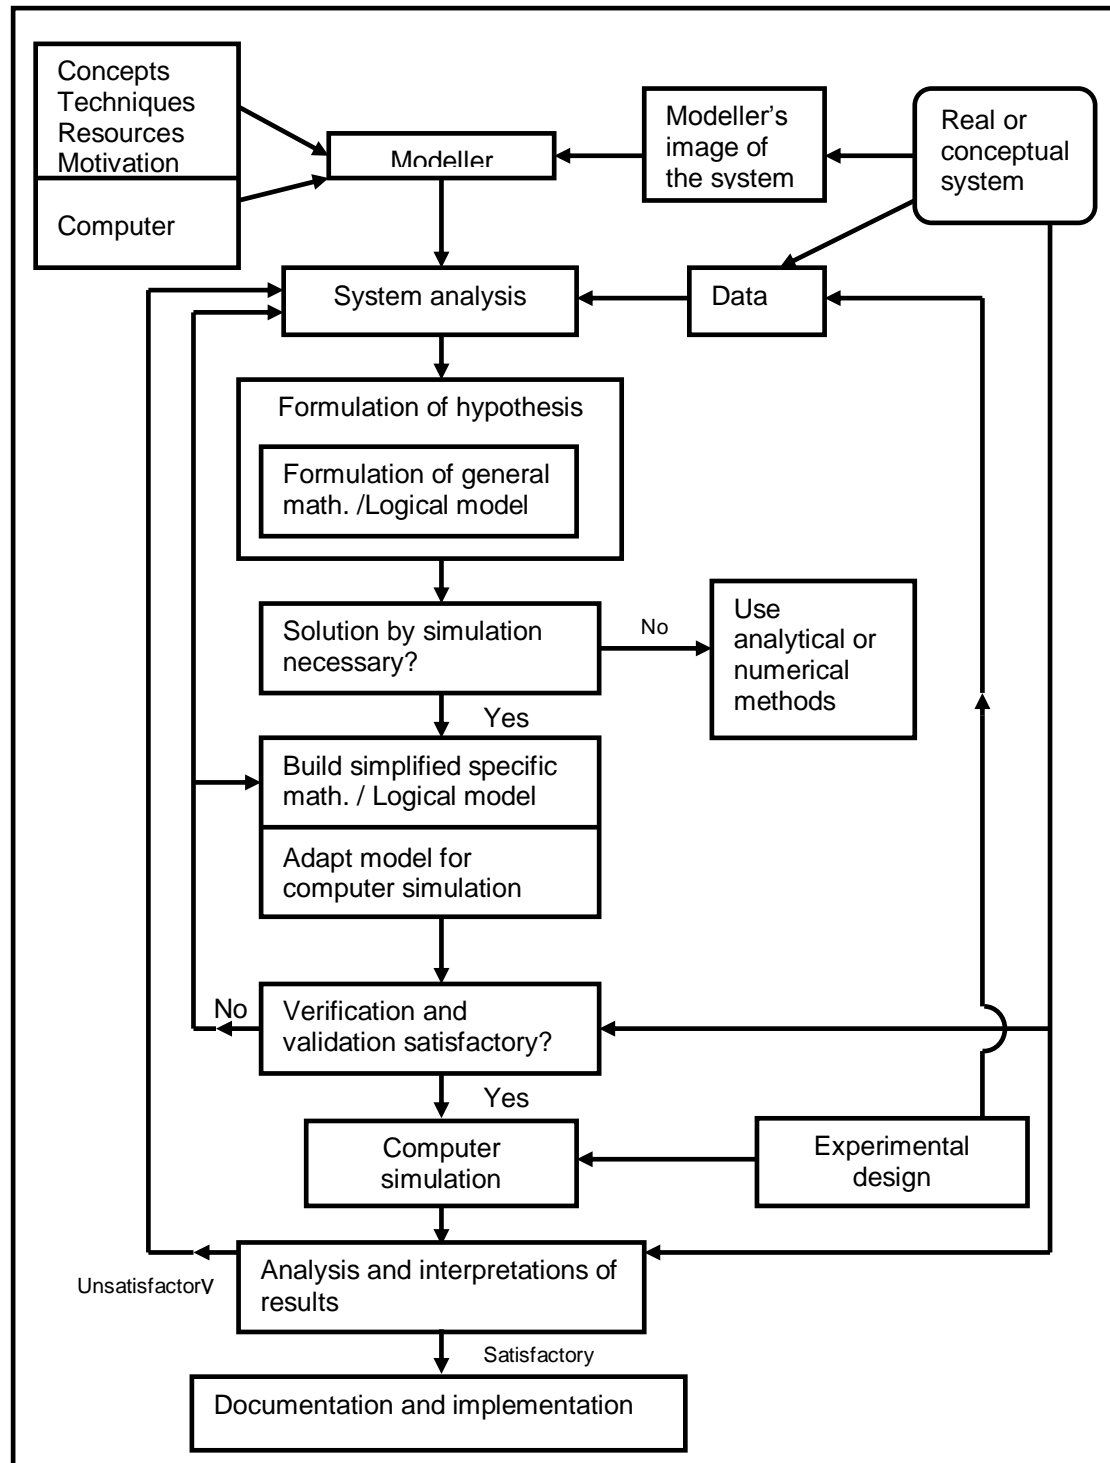 Concepts
Techniques
Resources
Motivation
Computer
Modeller
Modeller's
image of
the system
Real or
conceptual
system
System analysis
Data
Formulation of hypothesis
Formulation of general
math. /Logical model
Solution by simulation
necessary?
No
Use
analytical or
numerical
methods
Yes
Build simplified specific
math. / Logical model
Adapt model for
computer simulation
No
Verification and
validation satisfactory?
Yes
Computer
simulation
Experimental
design
Unsatisfactory
Analysis and interpretations of
results
Satisfactory
Documentation and implementation